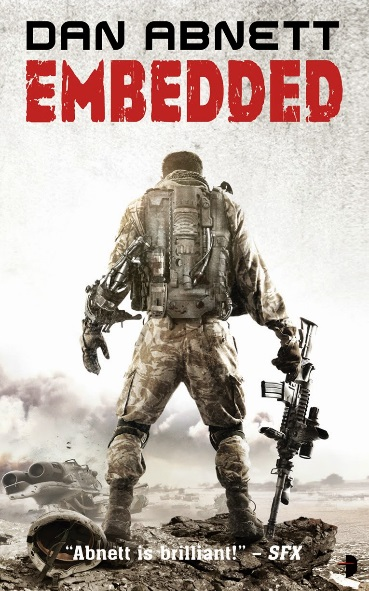 DAN ABNETT
EMBEDDED
“Abnett is brilliant!” – SFX